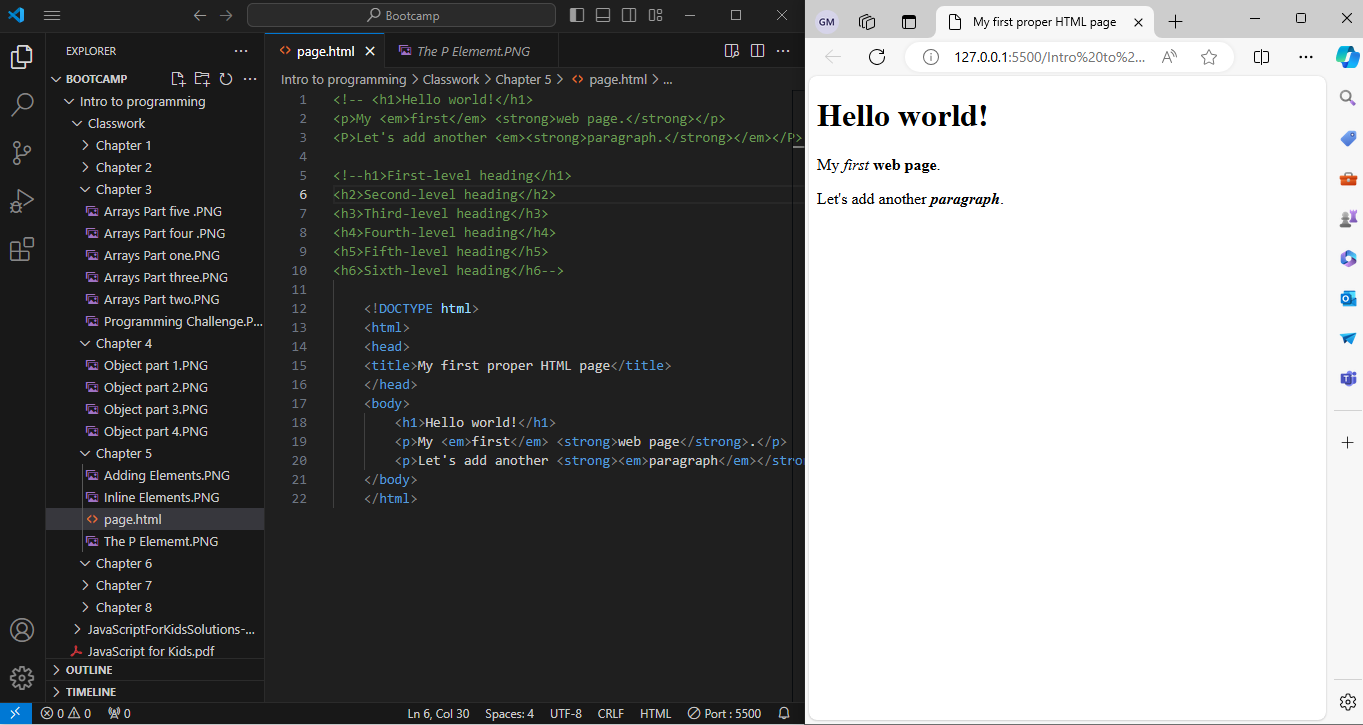 Bootcamp
EXPLORER
BOOTCAMP
Intro to programming
Classwork
Chapter 1
Chapter 2
Chapter 3
Arrays Part five .PNG
Arrays Part four .PNG
Arrays Part one.PNG
Arrays Part three.PNG
Arrays Part two.PNG
Programming Challenge.P...
Chapter 4
Object part 1.PNG
Object part 2.PNG
Object part 3.PNG
Object part 4.PNG
Chapter 5
Adding Elements.PNG
Inline Elements.PNG
page.html
The P Elememt.PNG
Chapter 6
Chapter 7
Chapter 8
JavaScriptForKidsSolutions-...
JavaScript for Kids.pdf
OUTLINE
TIMELINE
page.html The P Elememt.PNG
Intro to programming > Classwork > Chapter 5 > page.html > ...
1 <!-- <h1>Hello world!</h1>
2 <p>My <em>first</em> <strong>web page.</strong></p>
3 <P>Let's add another <em><strong>paragraph.</strong></em></P>
4
5 <!--h1>First-level heading</h1>
6 <h2>Second-level heading</h2>
7 <h3>Third-level heading</h3>
8 <h4>Fourth-level heading</h4>
9 <h5>Fifth-level heading</h5>
10 <h6>Sixth-level heading</h6-->
11
12 <!DOCTYPE html>
13 <html>
14 <head>
15 <title>My first proper HTML page</title>
16 </head>
17 <body>
18 <h1>Hello world!</h1>
19 <p>My <em>first</em> <strong>web page</strong>.</p>
20 <p>Let's add another <strong><em>paragraph</em></stro
21 </body>
22 </html>
0 0 0 Ln 6, Col 30 Spaces: 4 UTF-8 CRLF HTML Port : 5500
GM My first proper HTML page
127.0.0.1:5500/Intro%20to%2...
Hello world!
My first web page.
Let's add another paragraph.